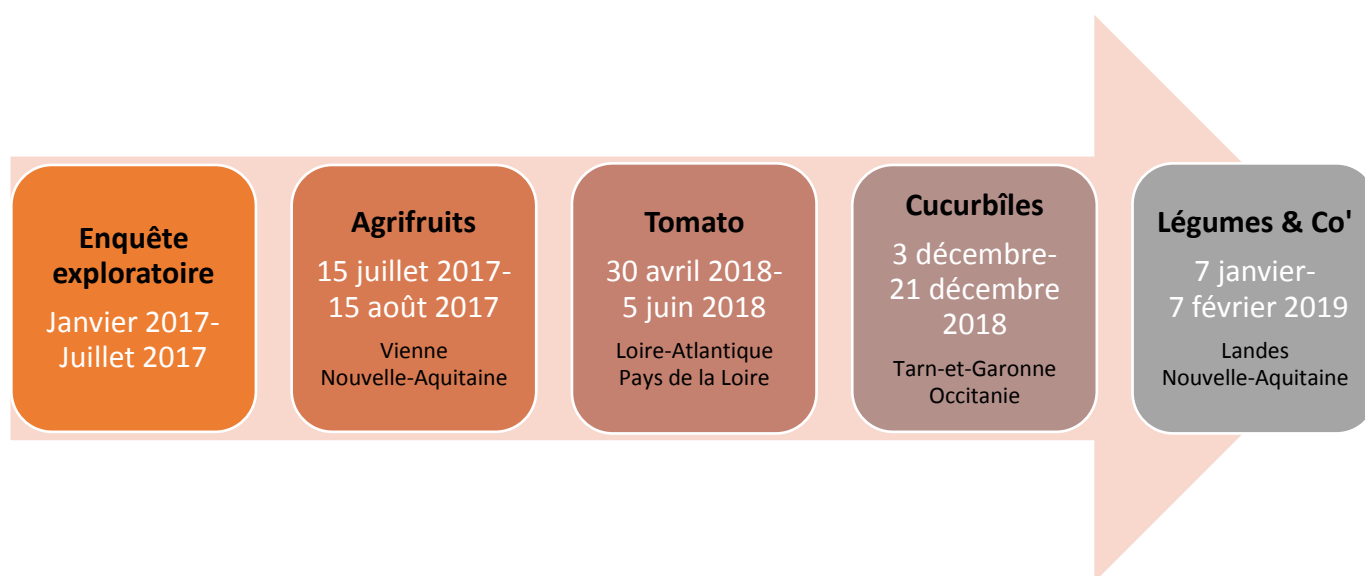 Enquête
exploratoire
Janvier 2017-
Juillet 2017
Agrifruits
15 juillet 2017-
15 août 2017
Vienne
Nouvelle-Aquitaine
Tomato
30 avril 2018-
5 juin 2018
Loire-Atlantique
Pays de la Loire
Cucurbîles
3 décembre-
21 décembre
2018
Tarn-et-Garonne
Occitanie
Légumes & Co'
7 janvier-
7 février 2019
Landes
Nouvelle-Aquitaine